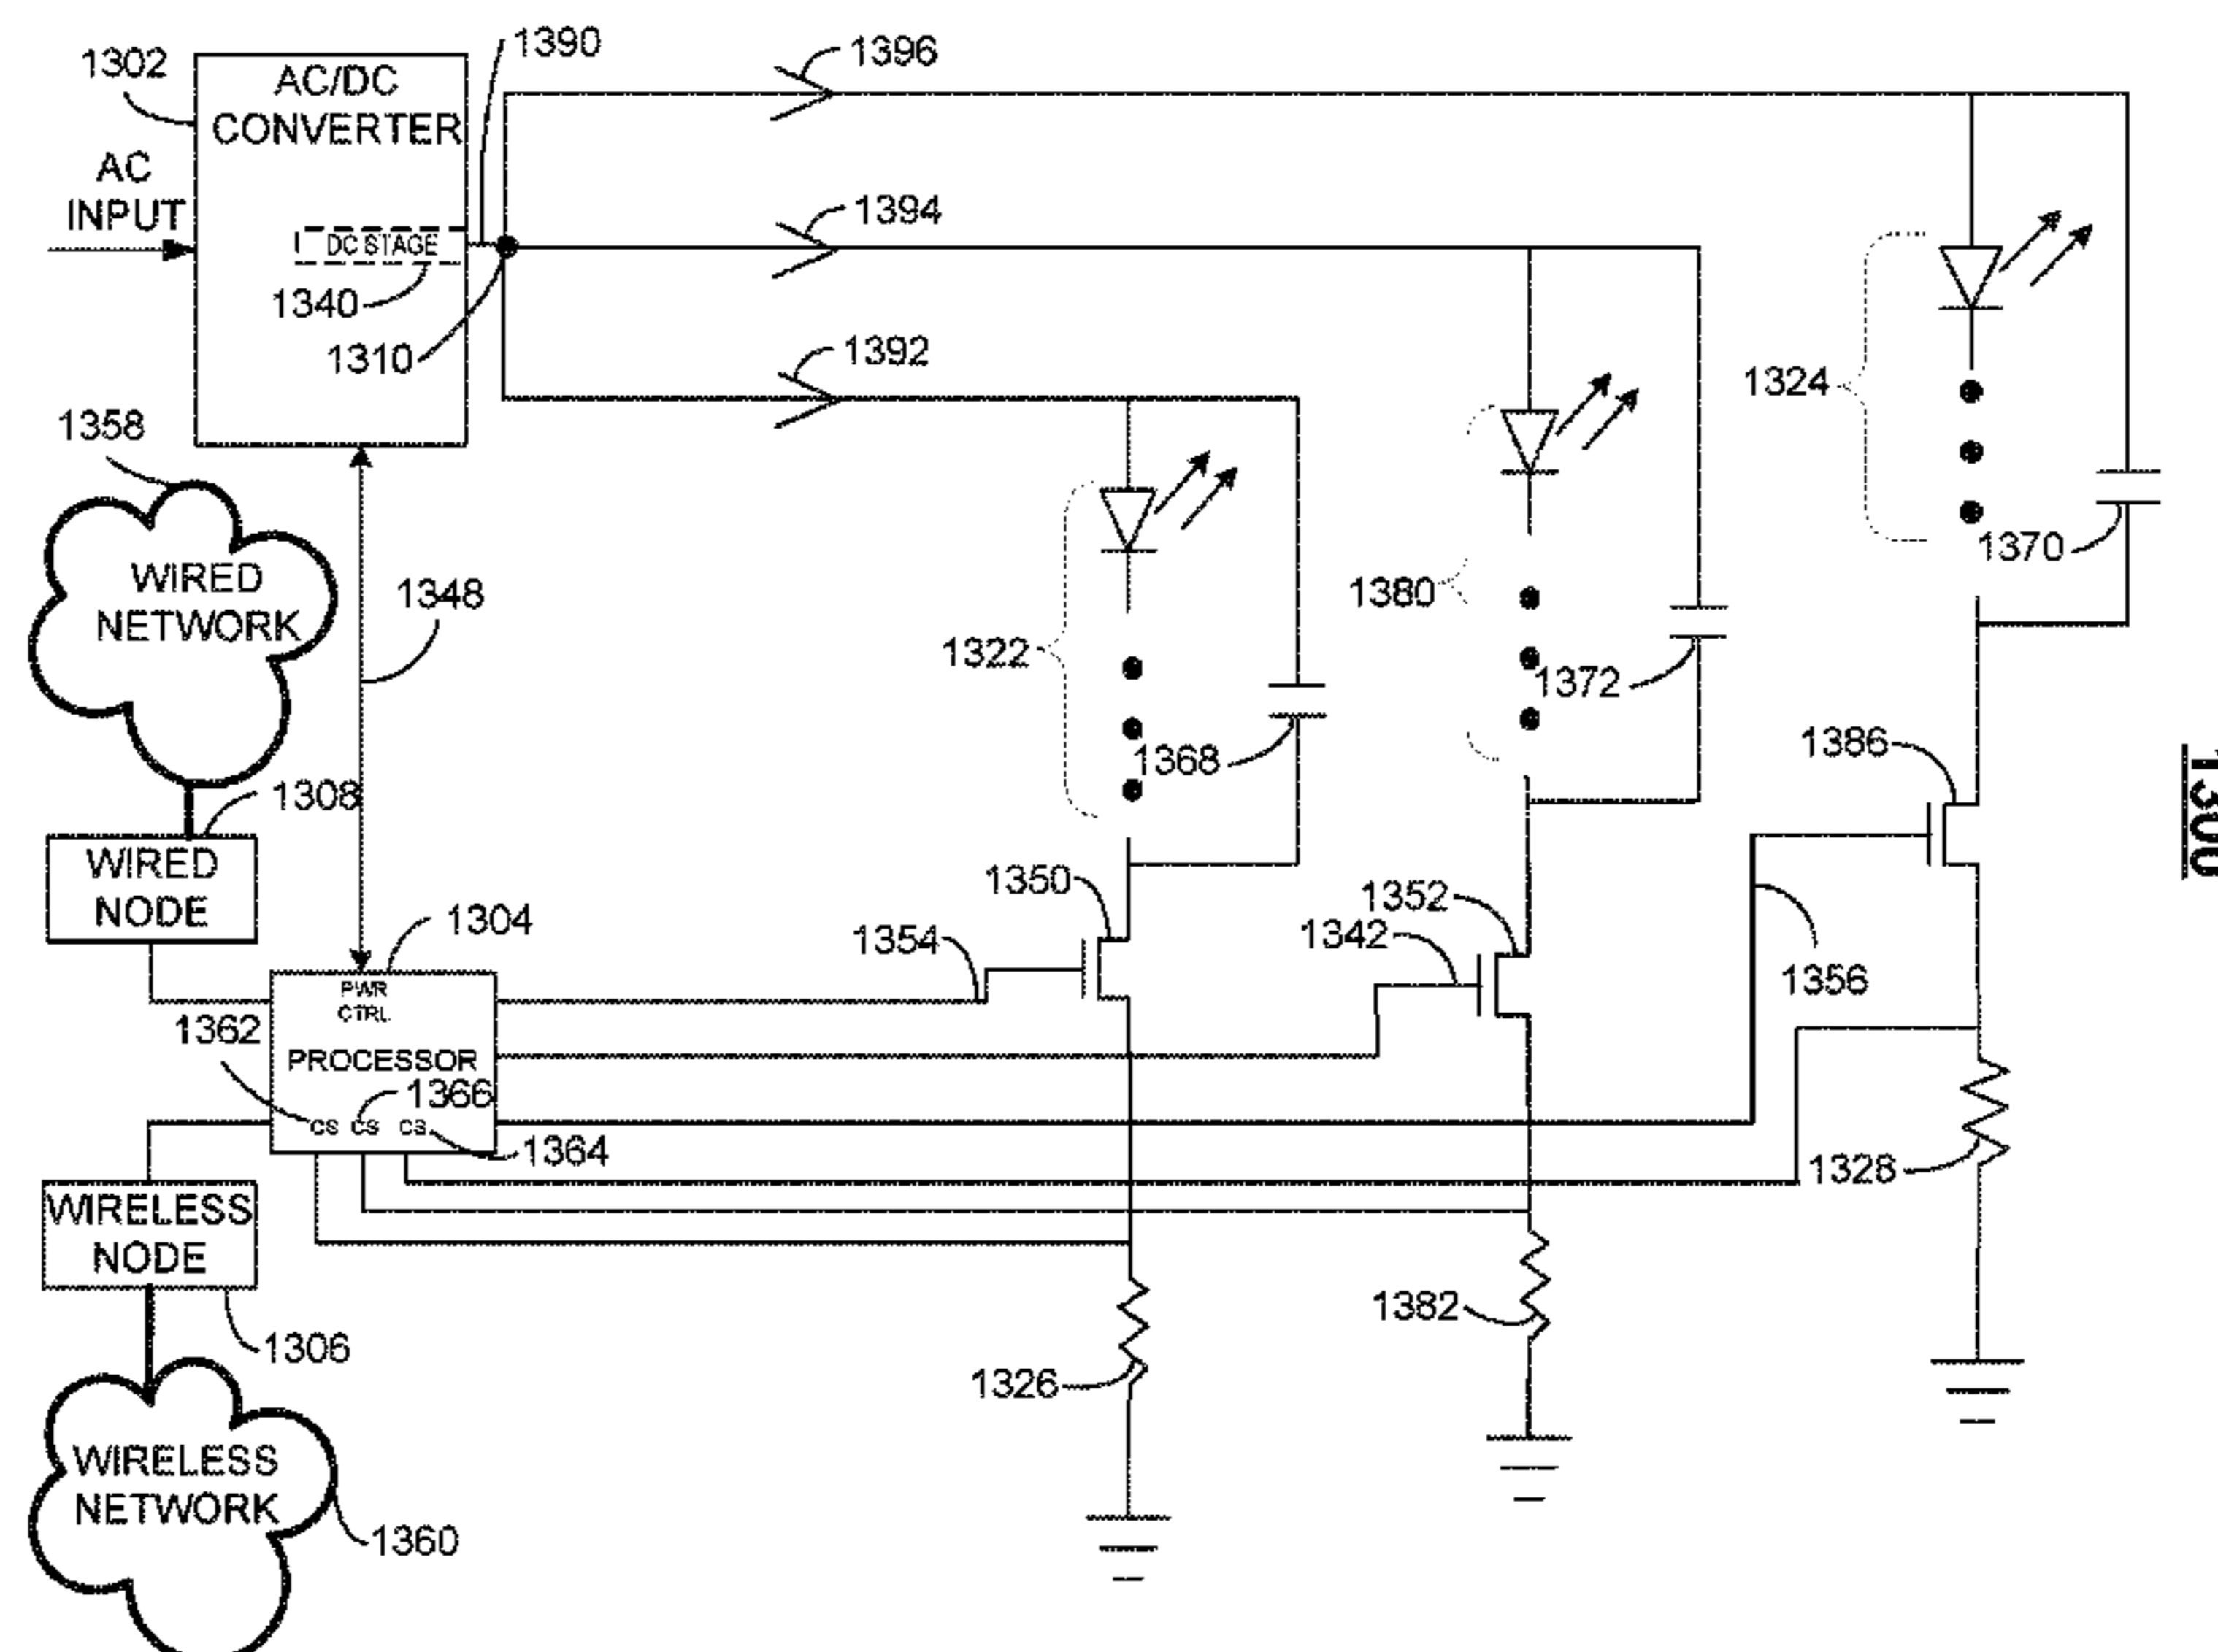 1390
1396
1302
AC/DC
CONVERTER
AC
INPUT
1394
DC STAGE
1340
1310
1392
1324
1358
1370
WIRED
NETWORK
1348
1380
1322
1372
1368
1386
1300
1308
WIRED
NODE
1350
1352
1354
1342
1304
1356
PWR
CTRL
1362
PROCESSOR
1366
CS CS CS
1364
1328
WIRELESS
NODE
1382
1306
1326
WIRELESS
NETWORK
1360